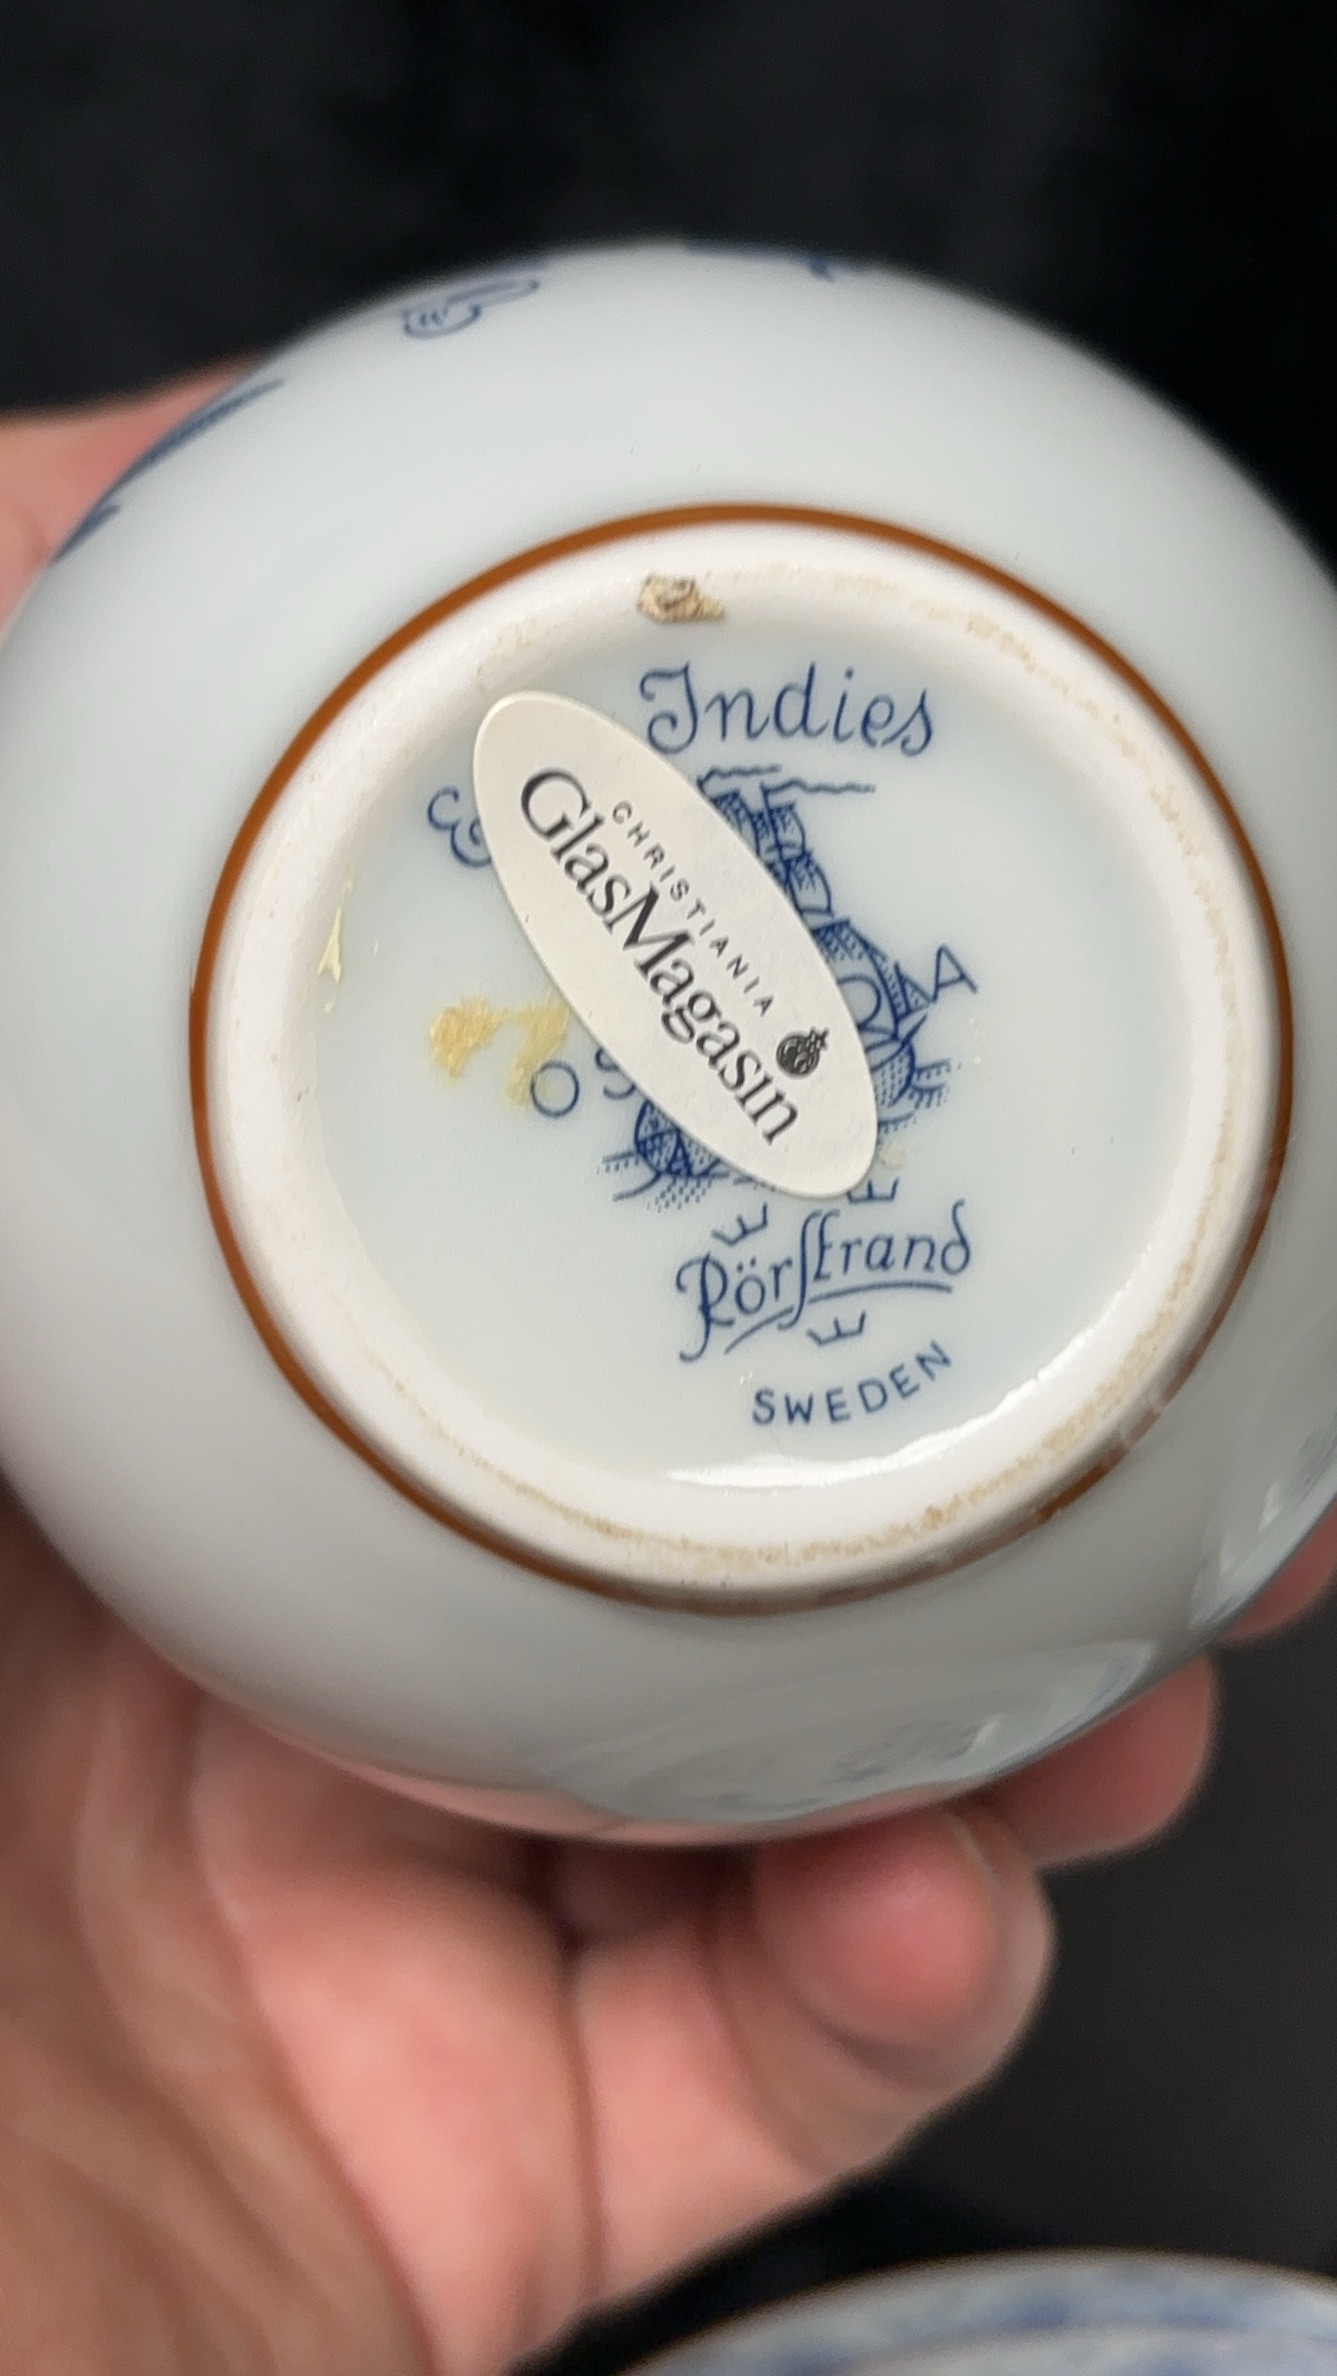 Indies
CHRISTIANIA
GlasMagasin
Rörstrand
SWEDEN